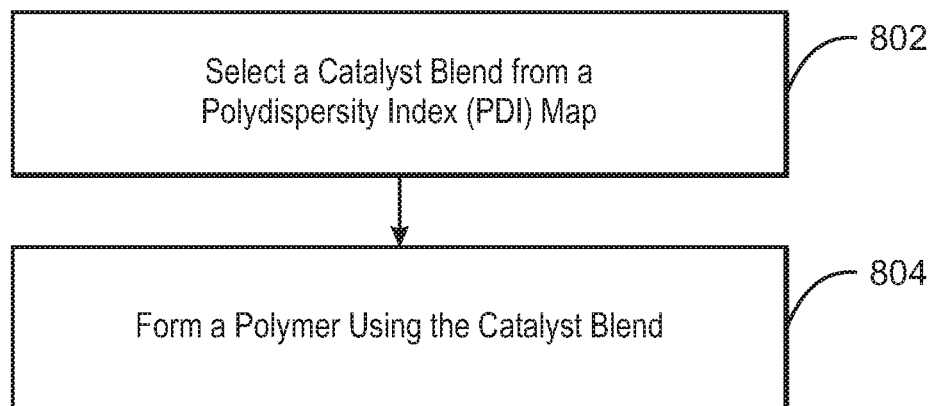 802
Select a Catalyst Blend from a
Polydispersity Index (PDI) Map
804
Form a Polymer Using the Catalyst Blend